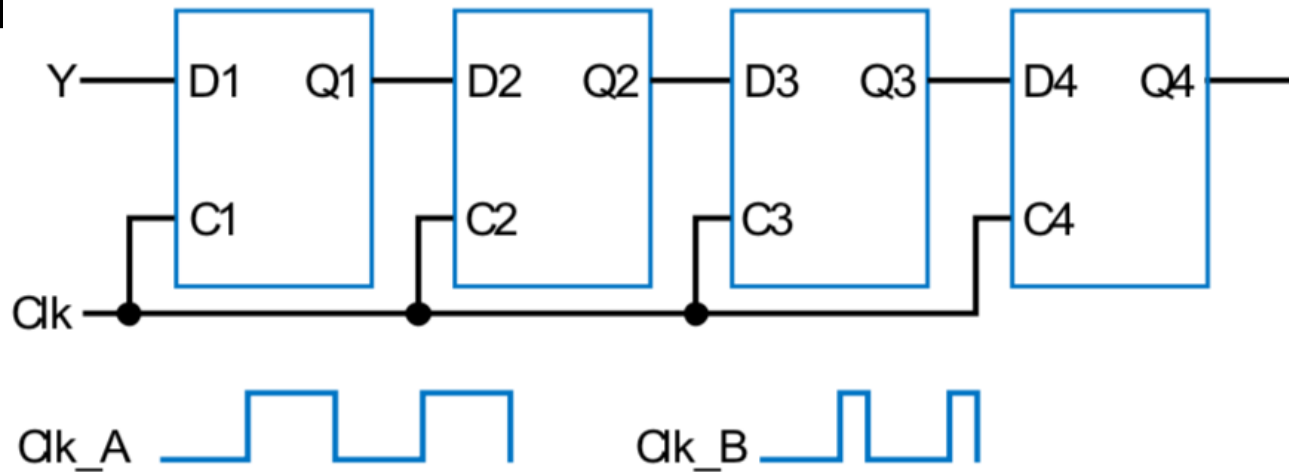 Y D1 Q1 D2 Q2 D3 Q3 D4 Q4
C1 C2 C3 C4
Clk
Clk_A Clk_B